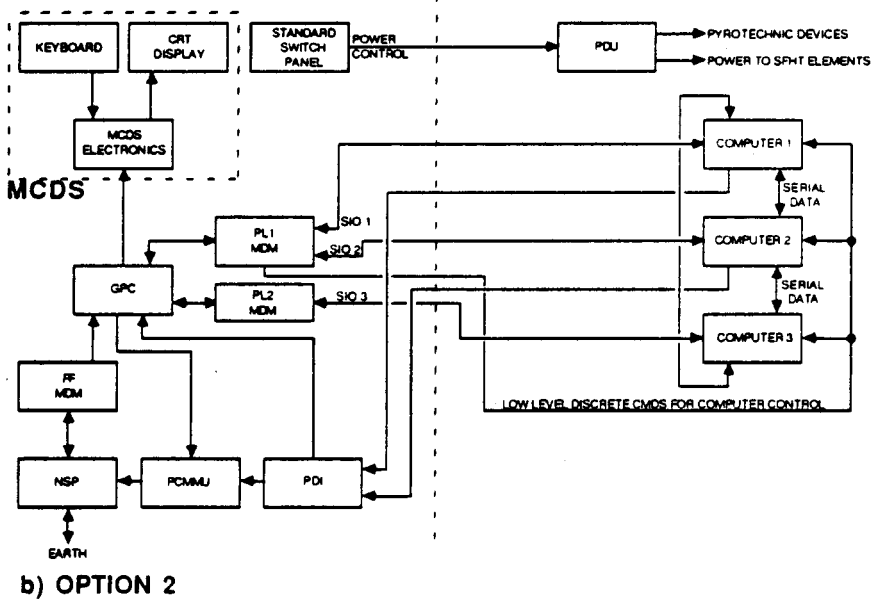 KEYBOARD
CRT
DISPLAY
STANDARD
SWITCH
PANEL
POWER
CONTROL
PDU
PYROTECHNIC DEVICES
POWER TO SFHT ELEMENTS
MCDS
ELECTRONICS
MCDS
COMPUTER 1
SERIAL
DATA
PL1
MDM
SIO 1
SIO 2
COMPUTER 2
GPC
PL2
MDM
SIO 3
SERIAL
DATA
COMPUTER 3
FF
MDM
LOW LEVEL DISCRETE CMDS FOR COMPUTER CONTROL
NSP
PCMMU
PDI
EARTH
b) OPTION 2